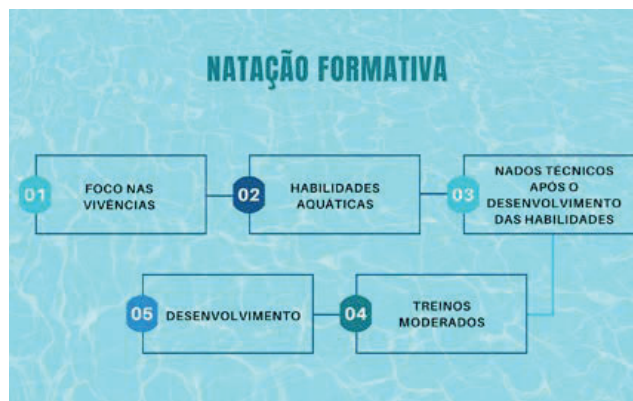 NATAÇÃO FORMATIVA
01
FOCO NAS
VIVÊNCIAS
02
HABILIDADES
AQUÁTICAS
03
NADOS TÉCNICOS
APÓS O
DESENVOLVIMENTO
DAS HABILIDADES
04
TREINOS
MODERADOS
05
DESENVOLVIMENTO